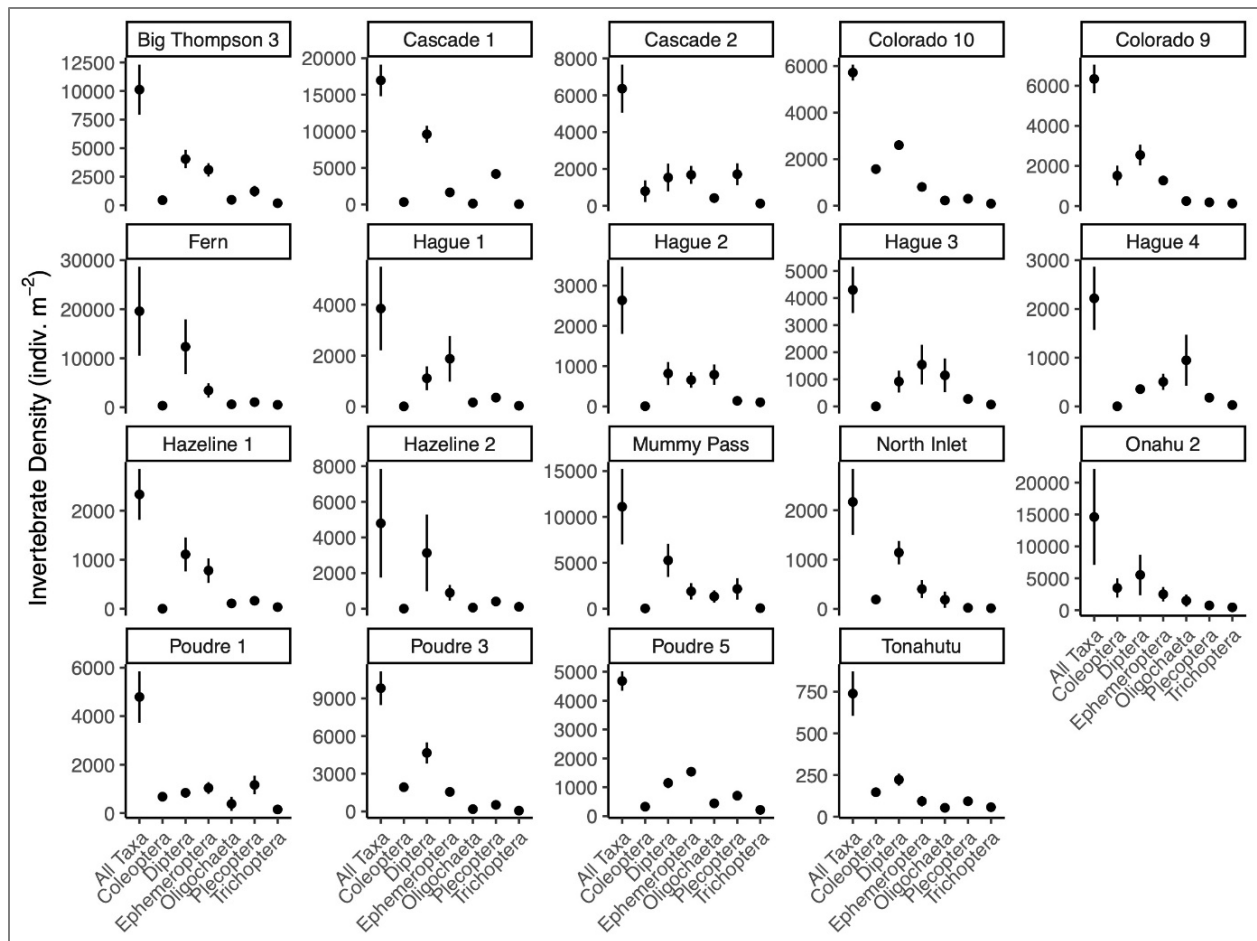 Invertebrate Density (indiv. m⁻²)
Big Thompson 3
12500
10000
7500
5000
2500
0
Cascade 1
20000
15000
10000
5000
0
Cascade 2
8000
6000
4000
2000
0
Colorado 10
6000
4000
2000
0
Colorado 9
6000
4000
2000
0
Fern
30000
20000
10000
0
Hague 1
4000
2000
0
Hague 2
3000
2000
1000
0
Hague 3
5000
4000
3000
2000
1000
0
Hague 4
3000
2000
1000
0
Hazeline 1
2000
1000
0
Hazeline 2
8000
6000
4000
2000
0
Mummy Pass
15000
10000
5000
0
North Inlet
2000
1000
0
Onahu 2
20000
15000
10000
5000
0
All Taxa
Coleoptera
Diptera
Ephemeroptera
Oligochaeta
Plecoptera
Trichoptera
Poudre 1
6000
4000
2000
0
All Taxa
Coleoptera
Diptera
Ephemeroptera
Oligochaeta
Plecoptera
Trichoptera
Poudre 3
9000
6000
3000
0
All Taxa
Coleoptera
Diptera
Ephemeroptera
Oligochaeta
Plecoptera
Trichoptera
Poudre 5
5000
4000
3000
2000
1000
0
All Taxa
Coleoptera
Diptera
Ephemeroptera
Oligochaeta
Plecoptera
Trichoptera
Tonahutu
750
500
250
0
All Taxa
Coleoptera
Diptera
Ephemeroptera
Oligochaeta
Plecoptera
Trichoptera